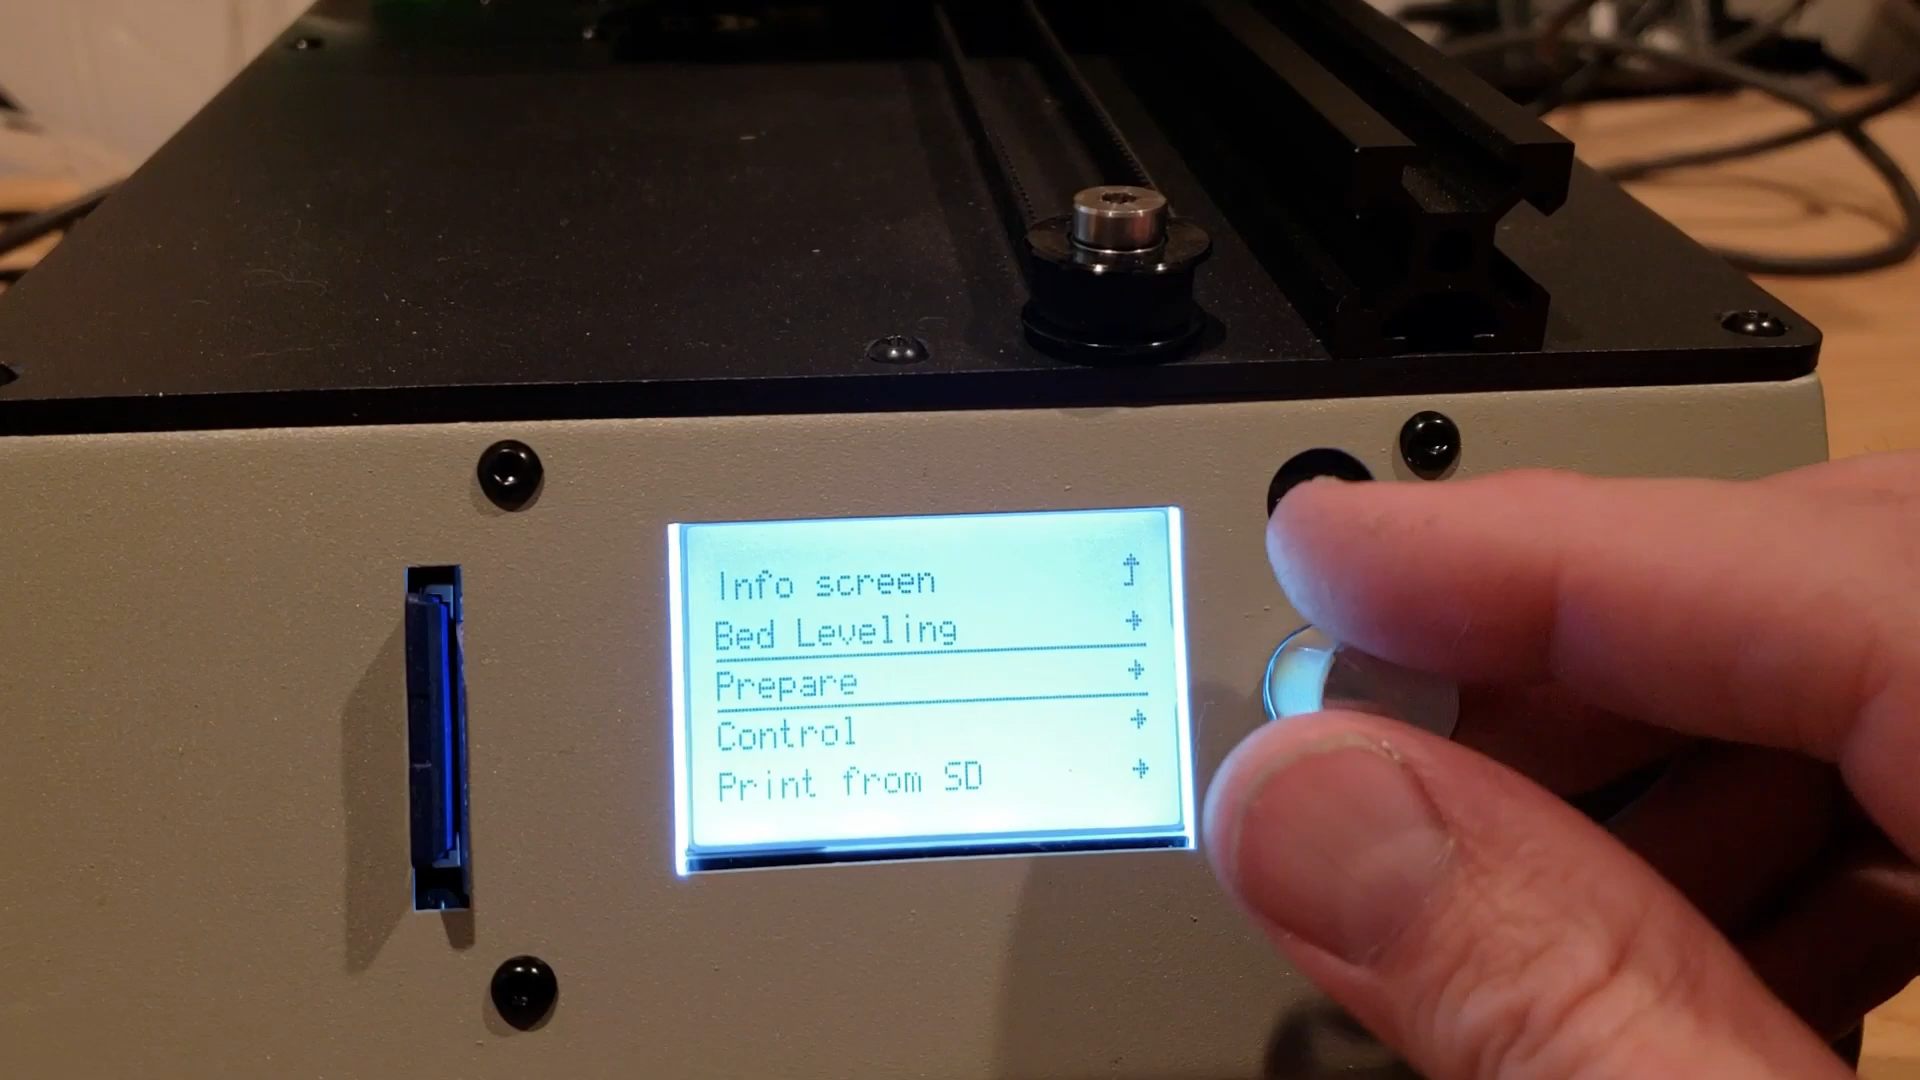 Info screen
Bed Leveling
Prepare
Control
Print from SD